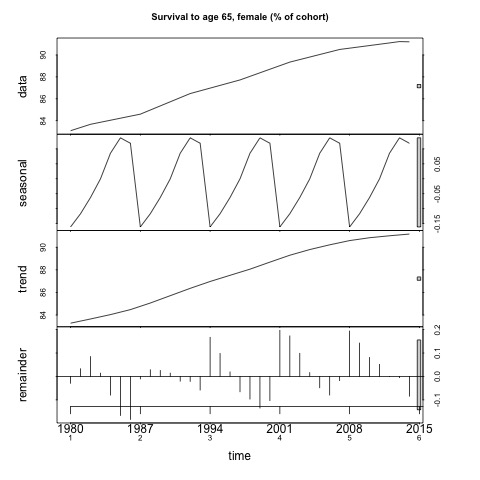 Survival to age 65, female (% of cohort)
data
84 86 88 90
seasonal
-0.15 -0.05 0.05
trend
84 86 88 90
remainder
-0.1 0.0 0.1 0.2
1980 1987 1994 2001 2008 2015
1 2 3 4 5 6
time